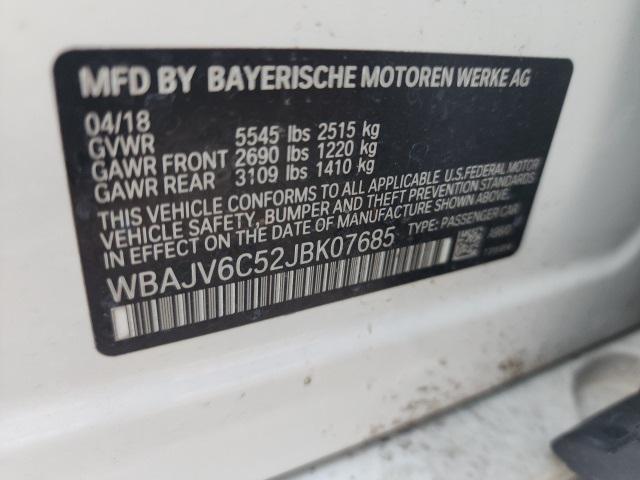 MFD BY BAYERISCHE MOTOREN WERKE AG
04/18
GVWR 5545 lbs 2515 kg
GAWR FRONT 2690 lbs 1220 kg
GAWR REAR 3109 lbs 1410 kg
THIS VEHICLE CONFORMS TO ALL APPLICABLE U.S.FEDERAL MOTOR
VEHICLE SAFETY, BUMPER AND THEFT PREVENTION STANDARDS
IN EFFECT ON THE DATE OF MANUFACTURE SHOWN ABOVE.
WBAJV6C52JBK07685 TYPE: PASSENGER CAR